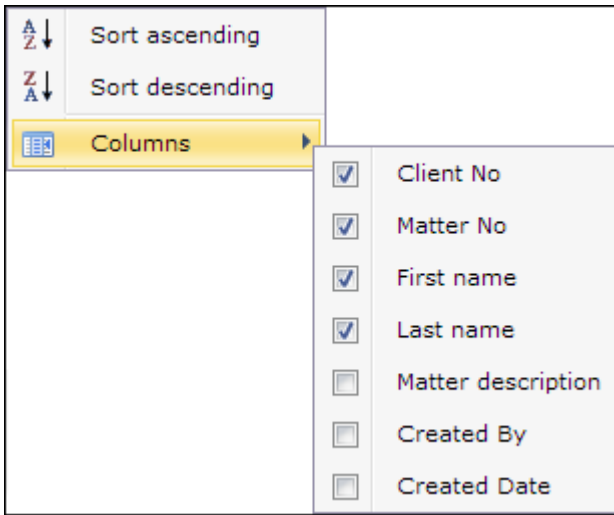 Sort ascending
Sort descending
Columns
Client No
Matter No
First name
Last name
Matter description
Created By
Created Date